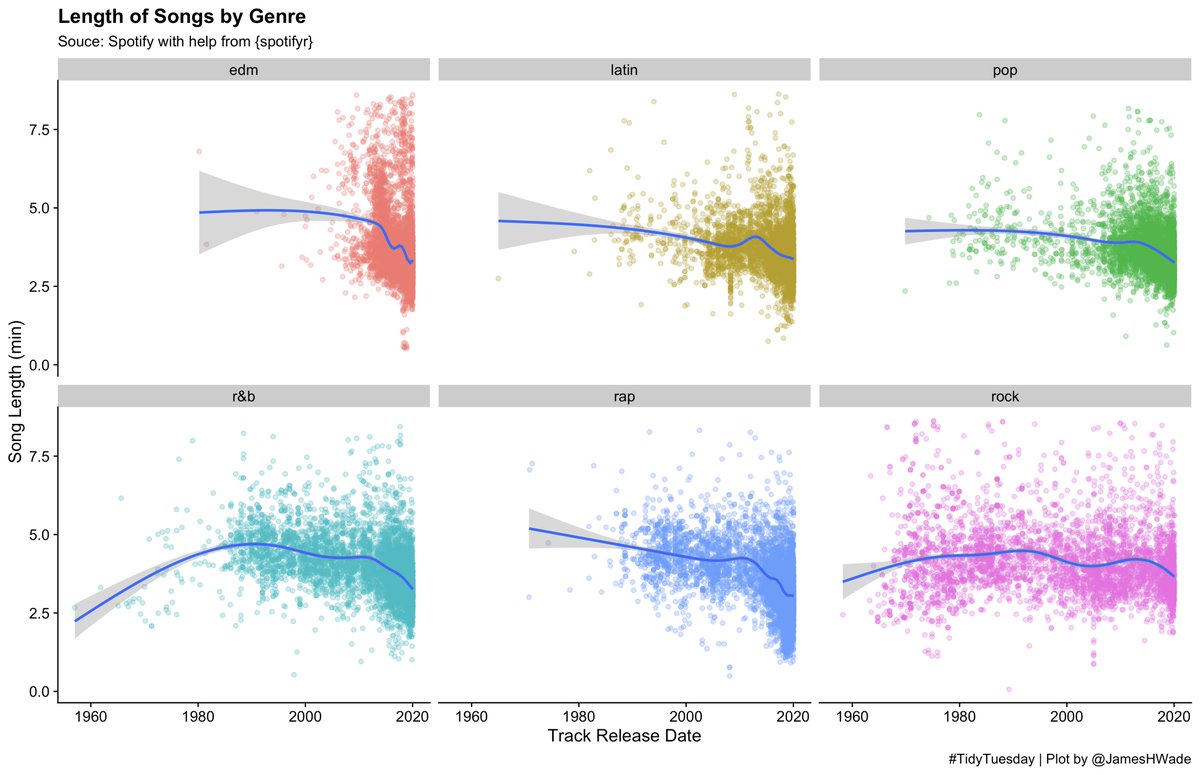 Length of Songs by Genre
Souce: Spotify with help from {spotifyr}
edm latin pop
7.5
5.0
2.5
0.0
r&b rap rock
7.5
5.0
2.5
0.0
Song Length (min)
1960 1980 2000 2020 1960 1980 2000 2020 1960 1980 2000 2020
Track Release Date
#TidyTuesday | Plot by @JamesHWade